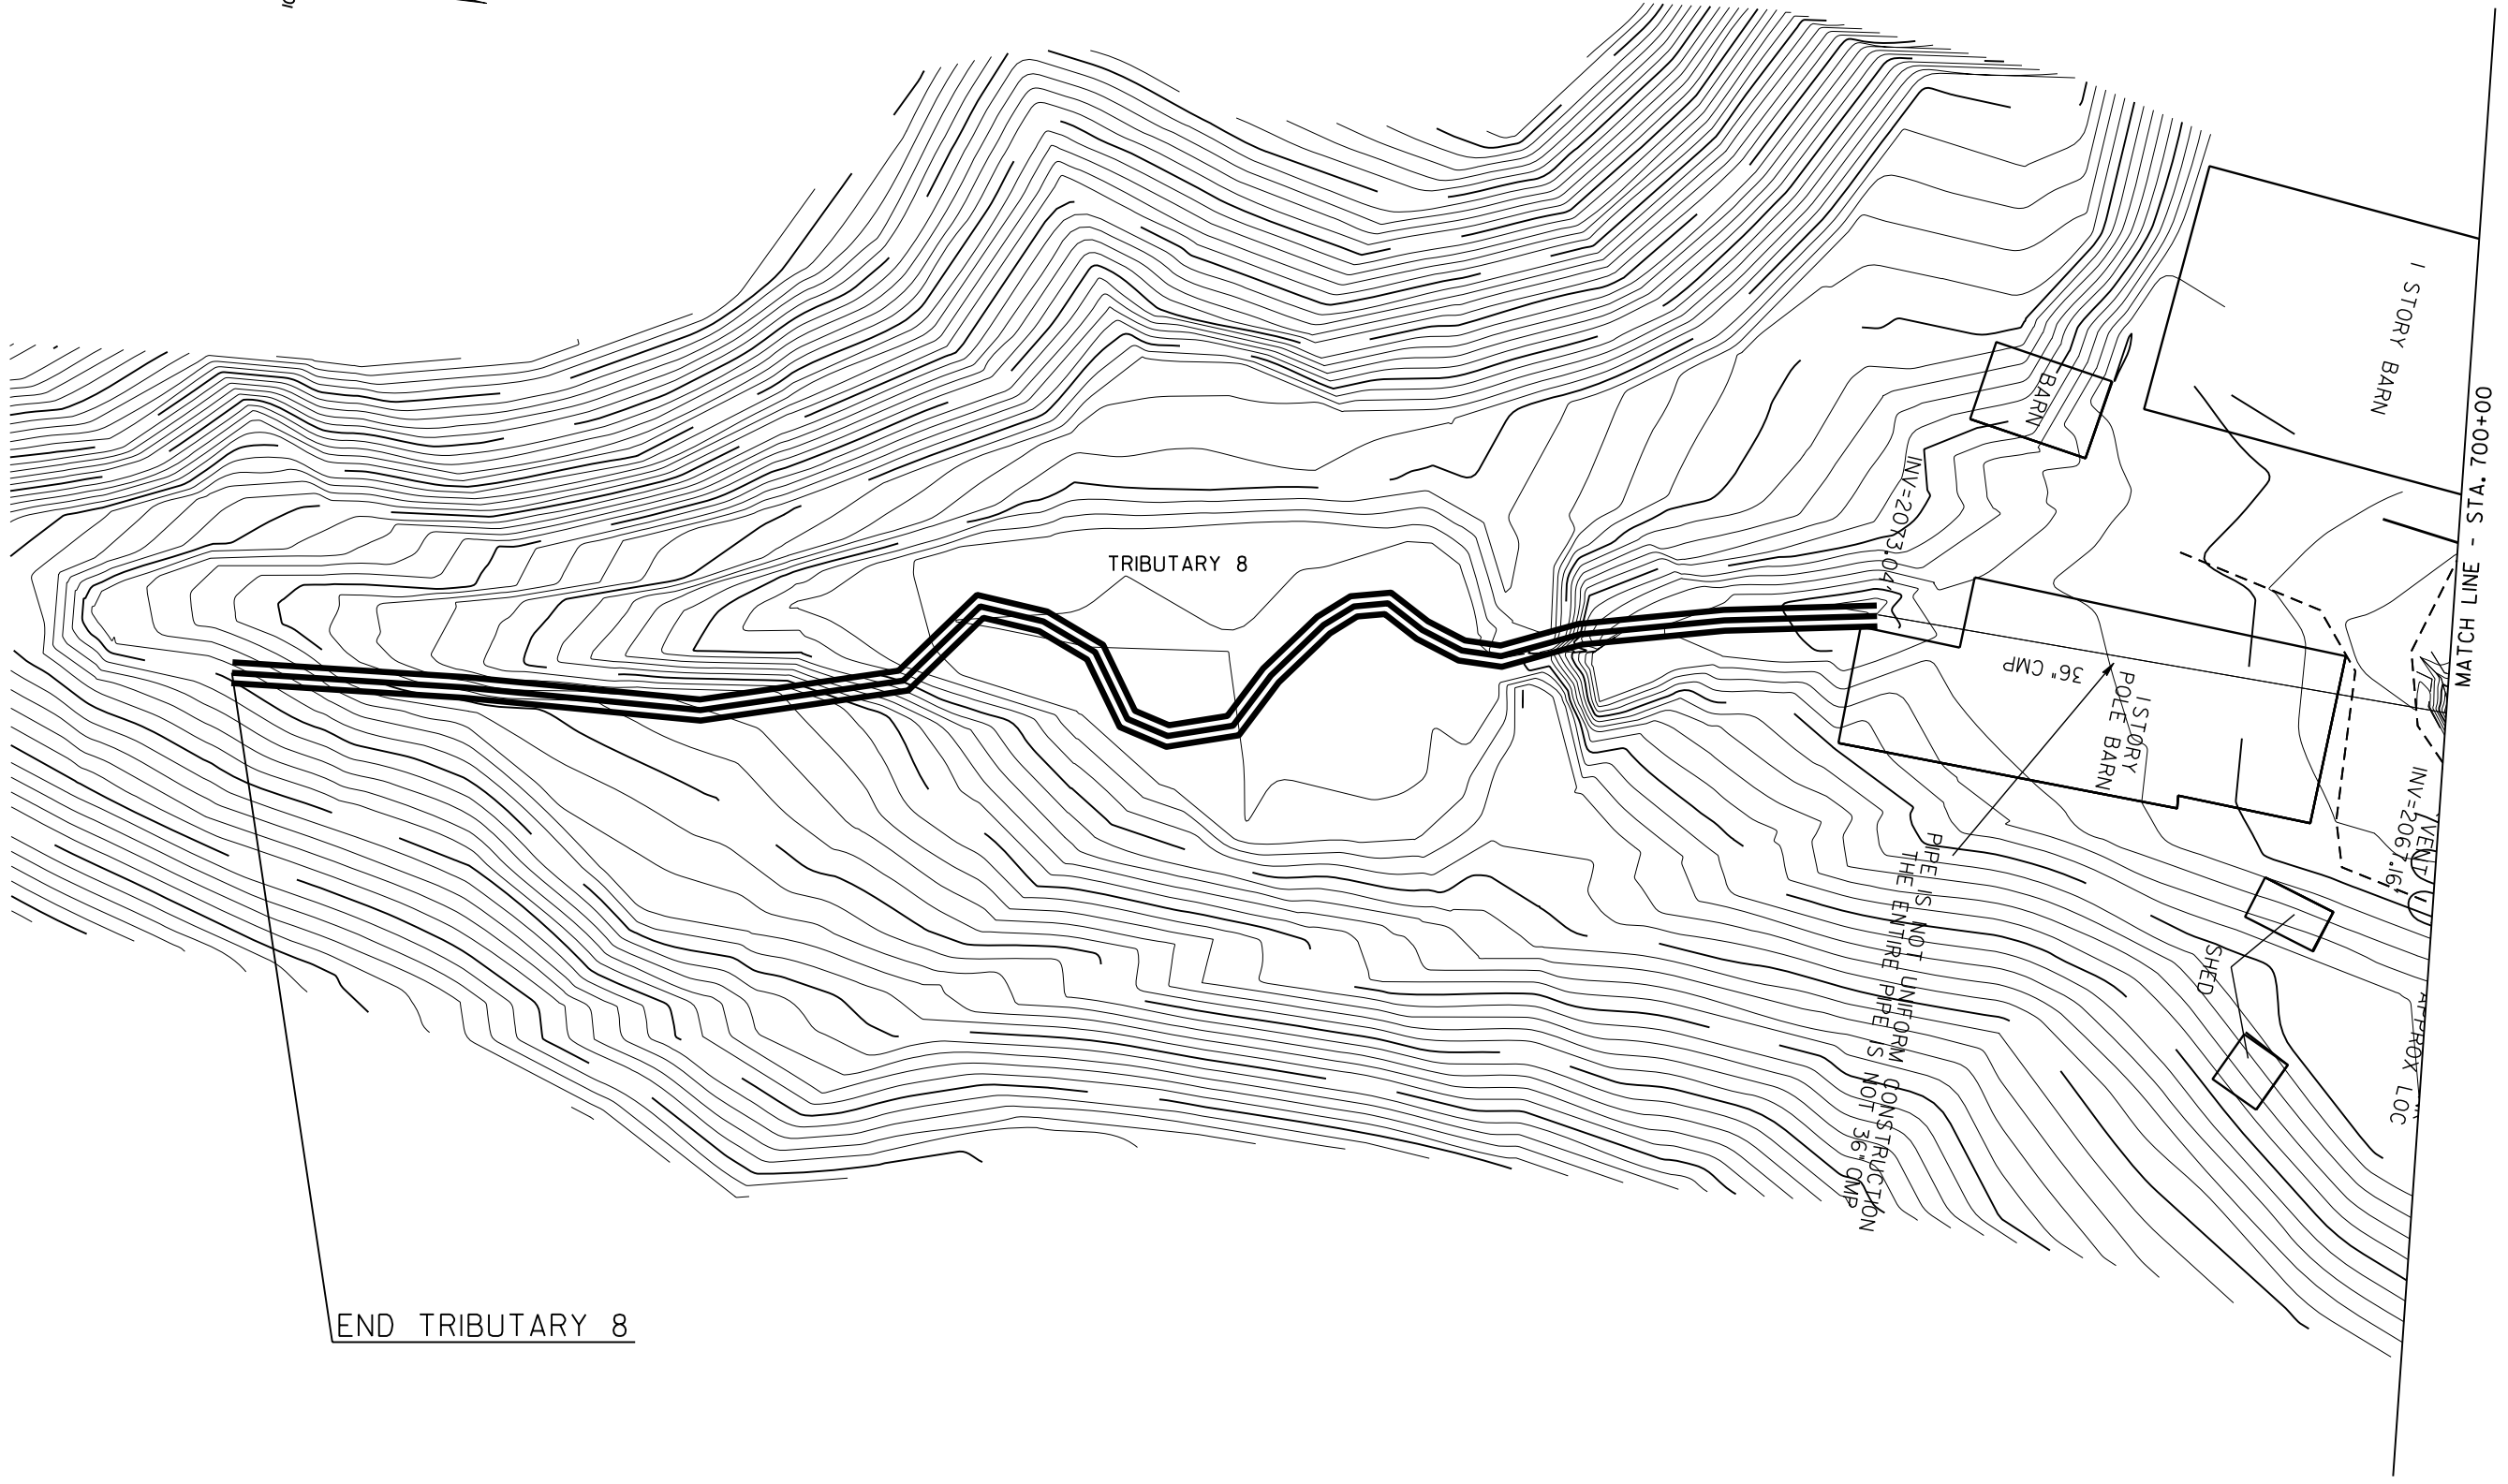 1 STORY BARN
BARN
MATCH LINE - STA. 700+00
INV=2073.04
TRIBUTARY 8
36" CMP
1 STORY
POLE BARN
INV=2067.16
VENT
PIPE IS NOT UNIFORM CONSTRUCTION
THE ENTIRE PIPE IS NOT 36" CMP
SHED
APPROX LOC
END TRIBUTARY 8